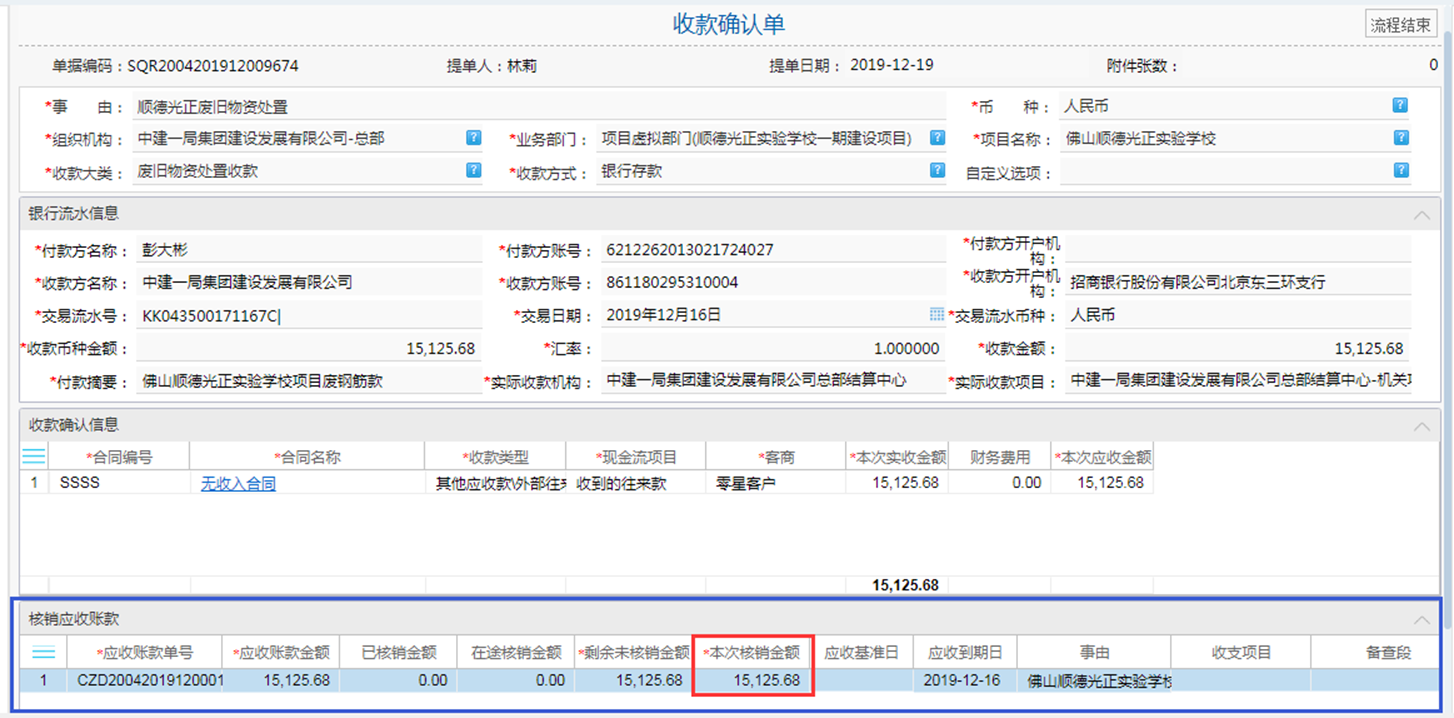 收款确认单
流程结束
单据编码：SQR2004201912009674 提单人：林莉 提单日期： 2019-12-19 附件张数： 0
*事 由： 顺德光正废旧物资处置 *币 种： 人民币 ?
*组织机构： 中建一局集团建设发展有限公司-总部 ? *业务部门： 项目虚拟部门(顺德光正实验学校一期建设项目) ? *项目名称： 佛山顺德光正实验学校 ?
*收款大类： 废旧物资处置收款 ? *收款方式： 银行存款 ? 自定义选项： ?
银行流水信息
*付款方名称： 彭大彬 *付款方账号： 6212262013021724027 *付款方开户机
构：
*收款方名称： 中建一局集团建设发展有限公司 *收款方账号： 861180295310004 *收款方开户机
构： 招商银行股份有限公司北京东三环支行
*交易流水号： KK043500171167C *交易日期： 2019年12月16日 *交易流水币种： 人民币
*收款币种金额： 15,125.68 *汇率： 1.000000 *收款金额： 15,125.68
*付款摘要： 佛山顺德光正实验学校项目废钢筋款 *实际收款机构： 中建一局集团建设发展有限公司总部结算中心 *实际收款项目： 中建一局集团建设发展有限公司总部结算中心-机关
收款确认信息
*合同编号 *合同名称 *收款类型 *现金流项目 *客商 *本次实收金额 财务费用 *本次应收金额
1 SSSS 无收入合同 其他应收款\外部往 收到的往来款 零星客户 15,125.68 0.00 15,125.68
15,125.68
核销应收账款
*应收账款单号 *应收账款金额 已核销金额 在途核销金额 *剩余未核销金额 *本次核销金额 应收基准日 应收到期日 事由 收支项目 备查段
1 CZD20042019120001 15,125.68 0.00 0.00 15,125.68 15,125.68 2019-12-16 佛山顺德光正实验学校